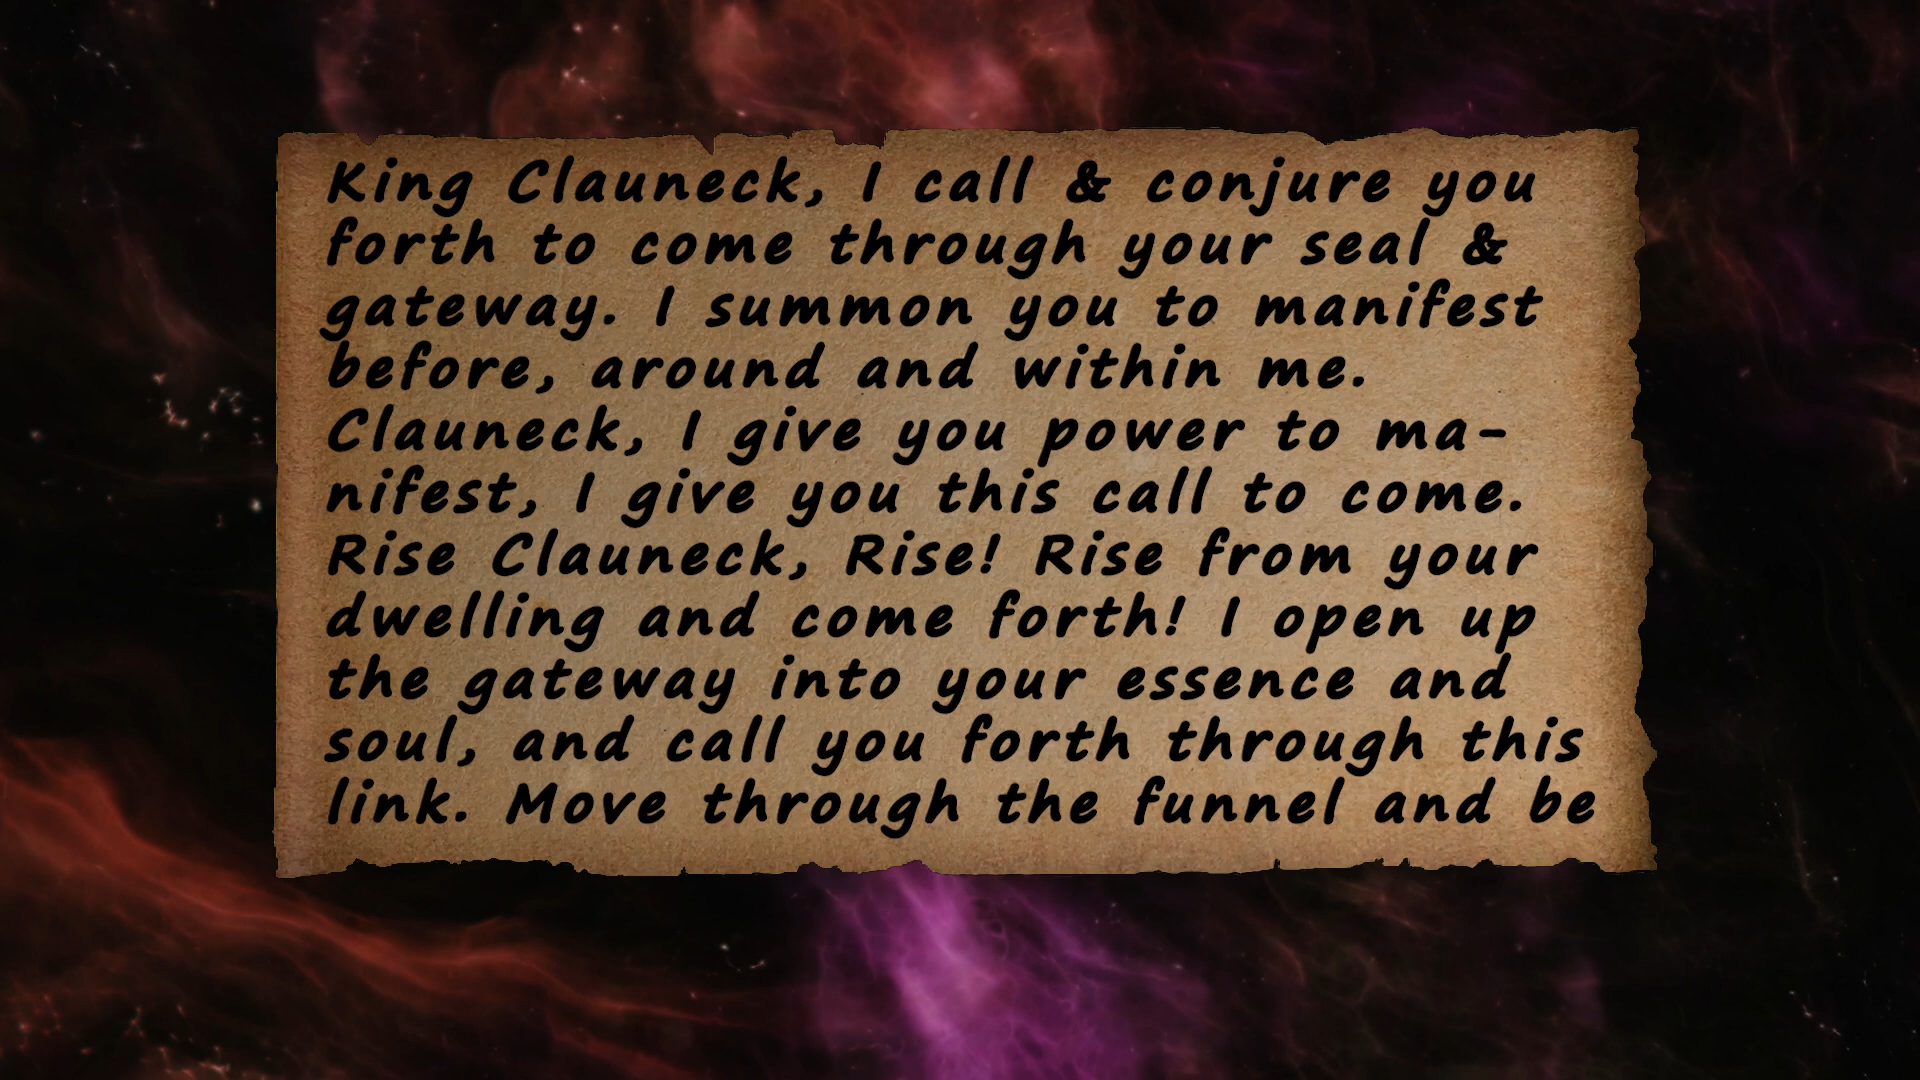 King Clauneck, I call & conjure you
forth to come through your seal &
gateway. I summon you to manifest
before, around and within me.
Clauneck, I give you power to ma-
nifest, I give you this call to come.
Rise Clauneck, Rise! Rise from your
dwelling and come forth! I open up
the gateway into your essence and
soul, and call you forth through this
link. Move through the funnel and be